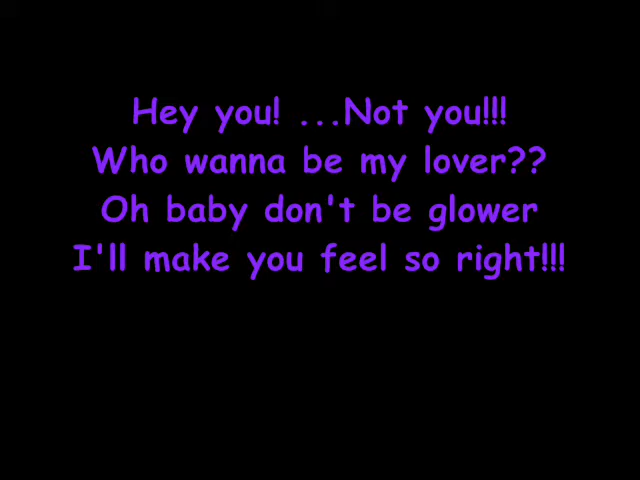 Hey you! ...Not you!!!
Who wanna be my lover??
Oh baby don't be glower
I'll make you feel so right!!!